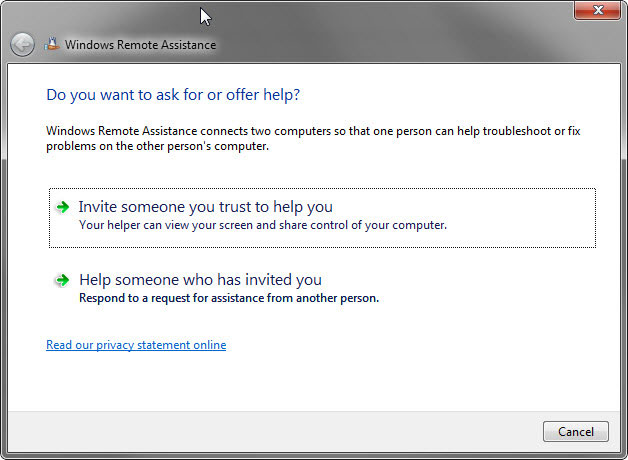 Windows Remote Assistance
Do you want to ask for or offer help?
Windows Remote Assistance connects two computers so that one person can help troubleshoot or fix
problems on the other person's computer.
Invite someone you trust to help you
Your helper can view your screen and share control of your computer.
Help someone who has invited you
Respond to a request for assistance from another person.
Read our privacy statement online
Cancel